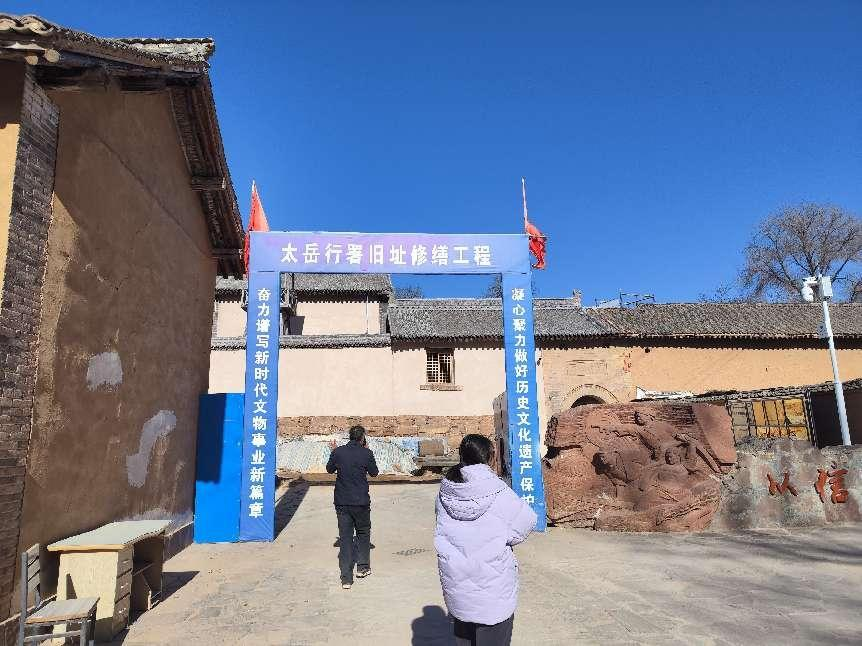 太岳行署旧址修缮工程
奋力谱写新时代文物事业新篇章
凝心聚力做好历史文化遗产保护
信